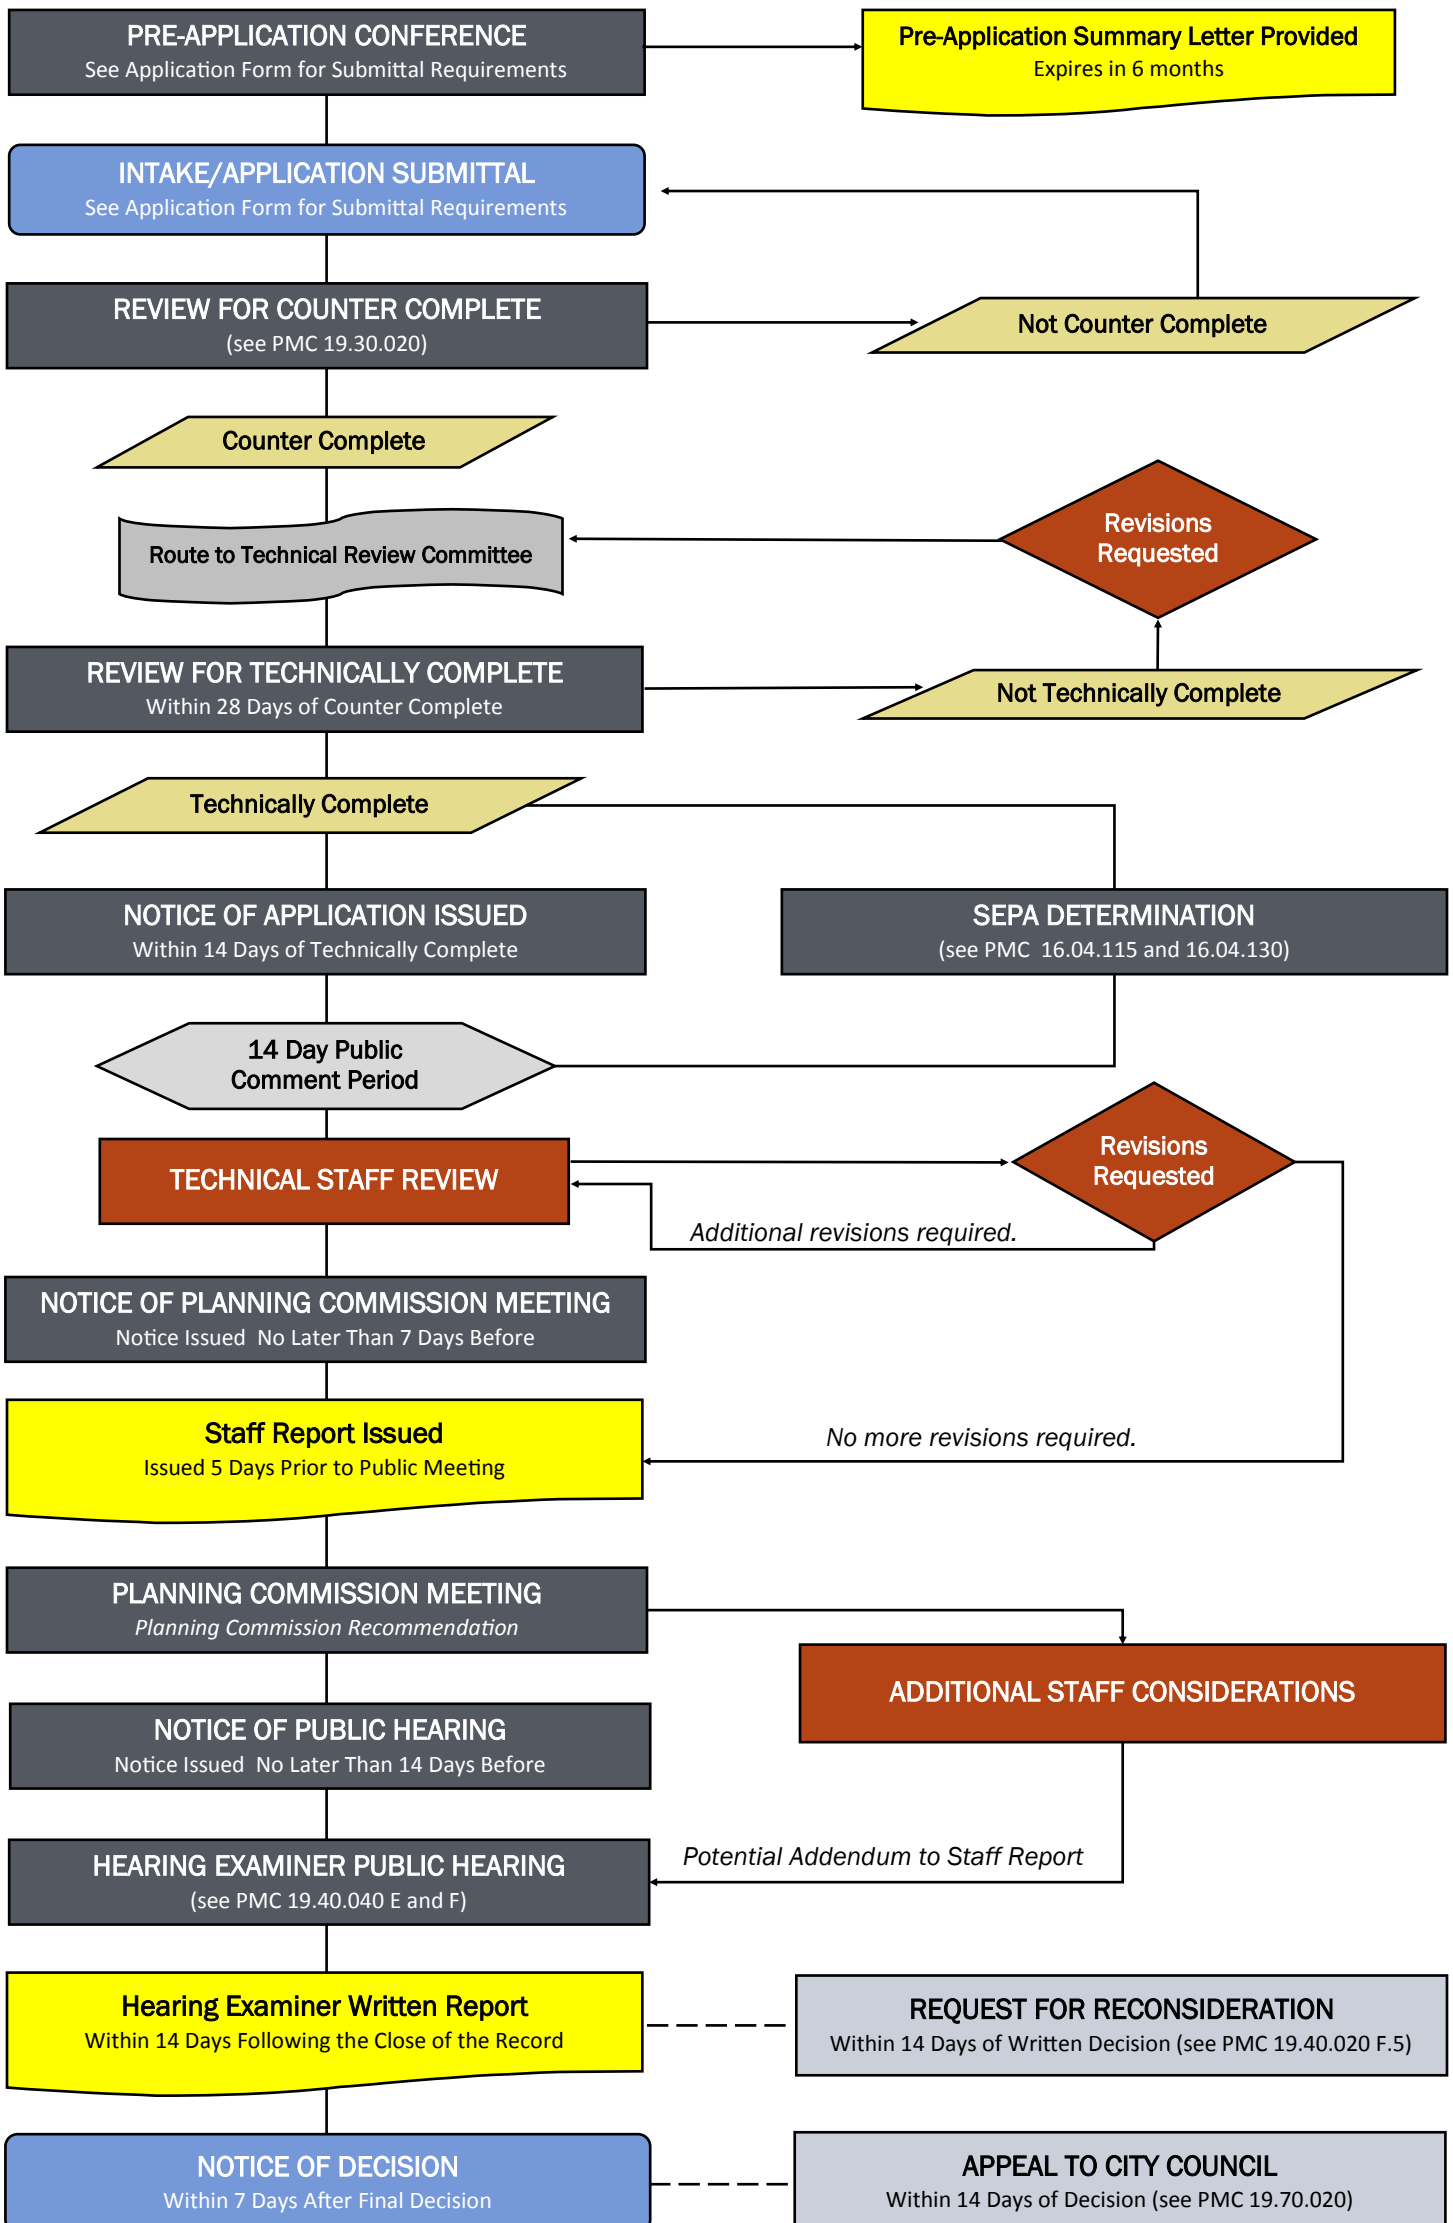 PRE-APPLICATION CONFERENCE
See Application Form for Submittal Requirements
Pre-Application Summary Letter Provided
Expires in 6 months
INTAKE/APPLICATION SUBMITTAL
See Application Form for Submittal Requirements
REVIEW FOR COUNTER COMPLETE
(see PMC 19.30.020)
Not Counter Complete
Counter Complete
Revisions
Requested
Route to Technical Review Committee
REVIEW FOR TECHNICALLY COMPLETE
Within 28 Days of Counter Complete
Not Technically Complete
Technically Complete
NOTICE OF APPLICATION ISSUED
Within 14 Days of Technically Complete
SEPA DETERMINATION
(see PMC 16.04.115 and 16.04.130)
14 Day Public
Comment Period
TECHNICAL STAFF REVIEW
Revisions
Requested
Additional revisions required.
NOTICE OF PLANNING COMMISSION MEETING
Notice Issued No Later Than 7 Days Before
Staff Report Issued
Issued 5 Days Prior to Public Meeting
No more revisions required.
PLANNING COMMISSION MEETING
Planning Commission Recommendation
ADDITIONAL STAFF CONSIDERATIONS
NOTICE OF PUBLIC HEARING
Notice Issued No Later Than 14 Days Before
HEARING EXAMINER PUBLIC HEARING
(see PMC 19.40.040 E and F)
Potential Addendum to Staff Report
Hearing Examiner Written Report
Within 14 Days Following the Close of the Record
REQUEST FOR RECONSIDERATION
Within 14 Days of Written Decision (see PMC 19.40.020 F.5)
NOTICE OF DECISION
Within 7 Days After Final Decision
APPEAL TO CITY COUNCIL
Within 14 Days of Decision (see PMC 19.70.020)